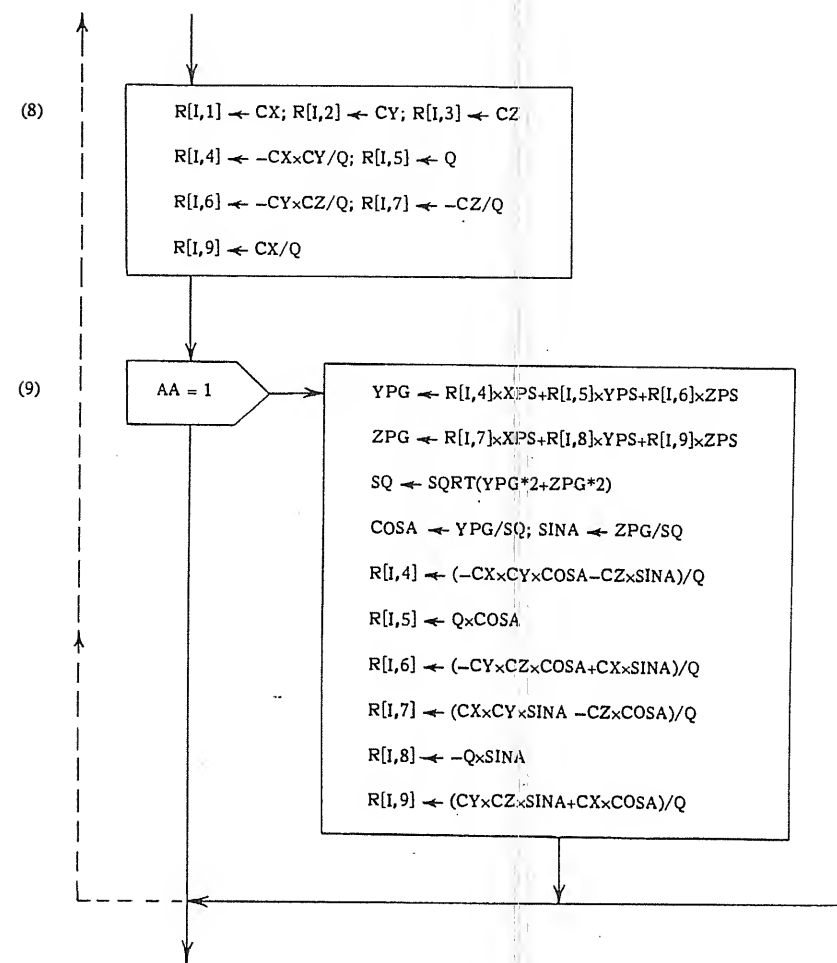 (8)
R[I,1] ← CX; R[I,2] ← CY; R[I,3] ← CZ
R[I,4] ← -CX×CY/Q; R[I,5] ← Q
R[I,6] ← -CY×CZ/Q; R[I,7] ← -CZ/Q
R[I,9] ← CX/Q
(9)
AA = 1
YPG ← R[I,4]×XPS+R[I,5]×YPS+R[I,6]×ZPS
ZPG ← R[I,7]×XPS+R[I,8]×YPS+R[I,9]×ZPS
SQ ← SQRT(YPG*2+ZPG*2)
COSA ← YPG/SQ; SINA ← ZPG/SQ
R[I,4] ← (-CX×CY×COSA-CZ×SINA)/Q
R[I,5] ← Q×COSA
R[I,6] ← (-CY×CZ×COSA+CX×SINA)/Q
R[I,7] ← (CX×CY×SINA -CZ×COSA)/Q
R[I,8] ← -Q×SINA
R[I,9] ← (CY×CZ×SINA+CX×COSA)/Q